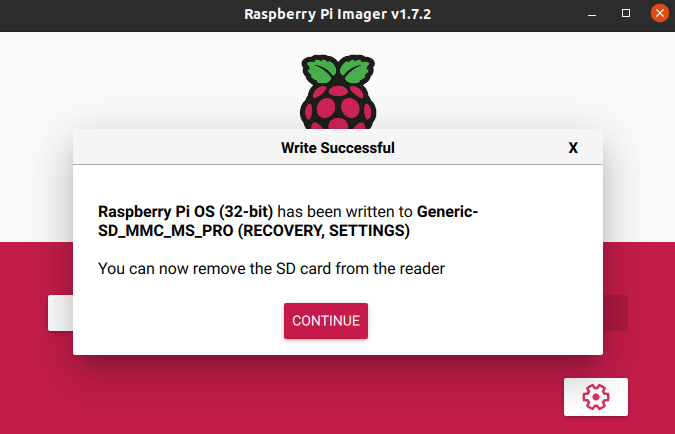 Raspberry Pi Imager v1.7.2
Write Successful
X
Raspberry Pi OS (32-bit) has been written to Generic-
SD_MMC_MS_PRO (RECOVERY, SETTINGS)
You can now remove the SD card from the reader
CONTINUE